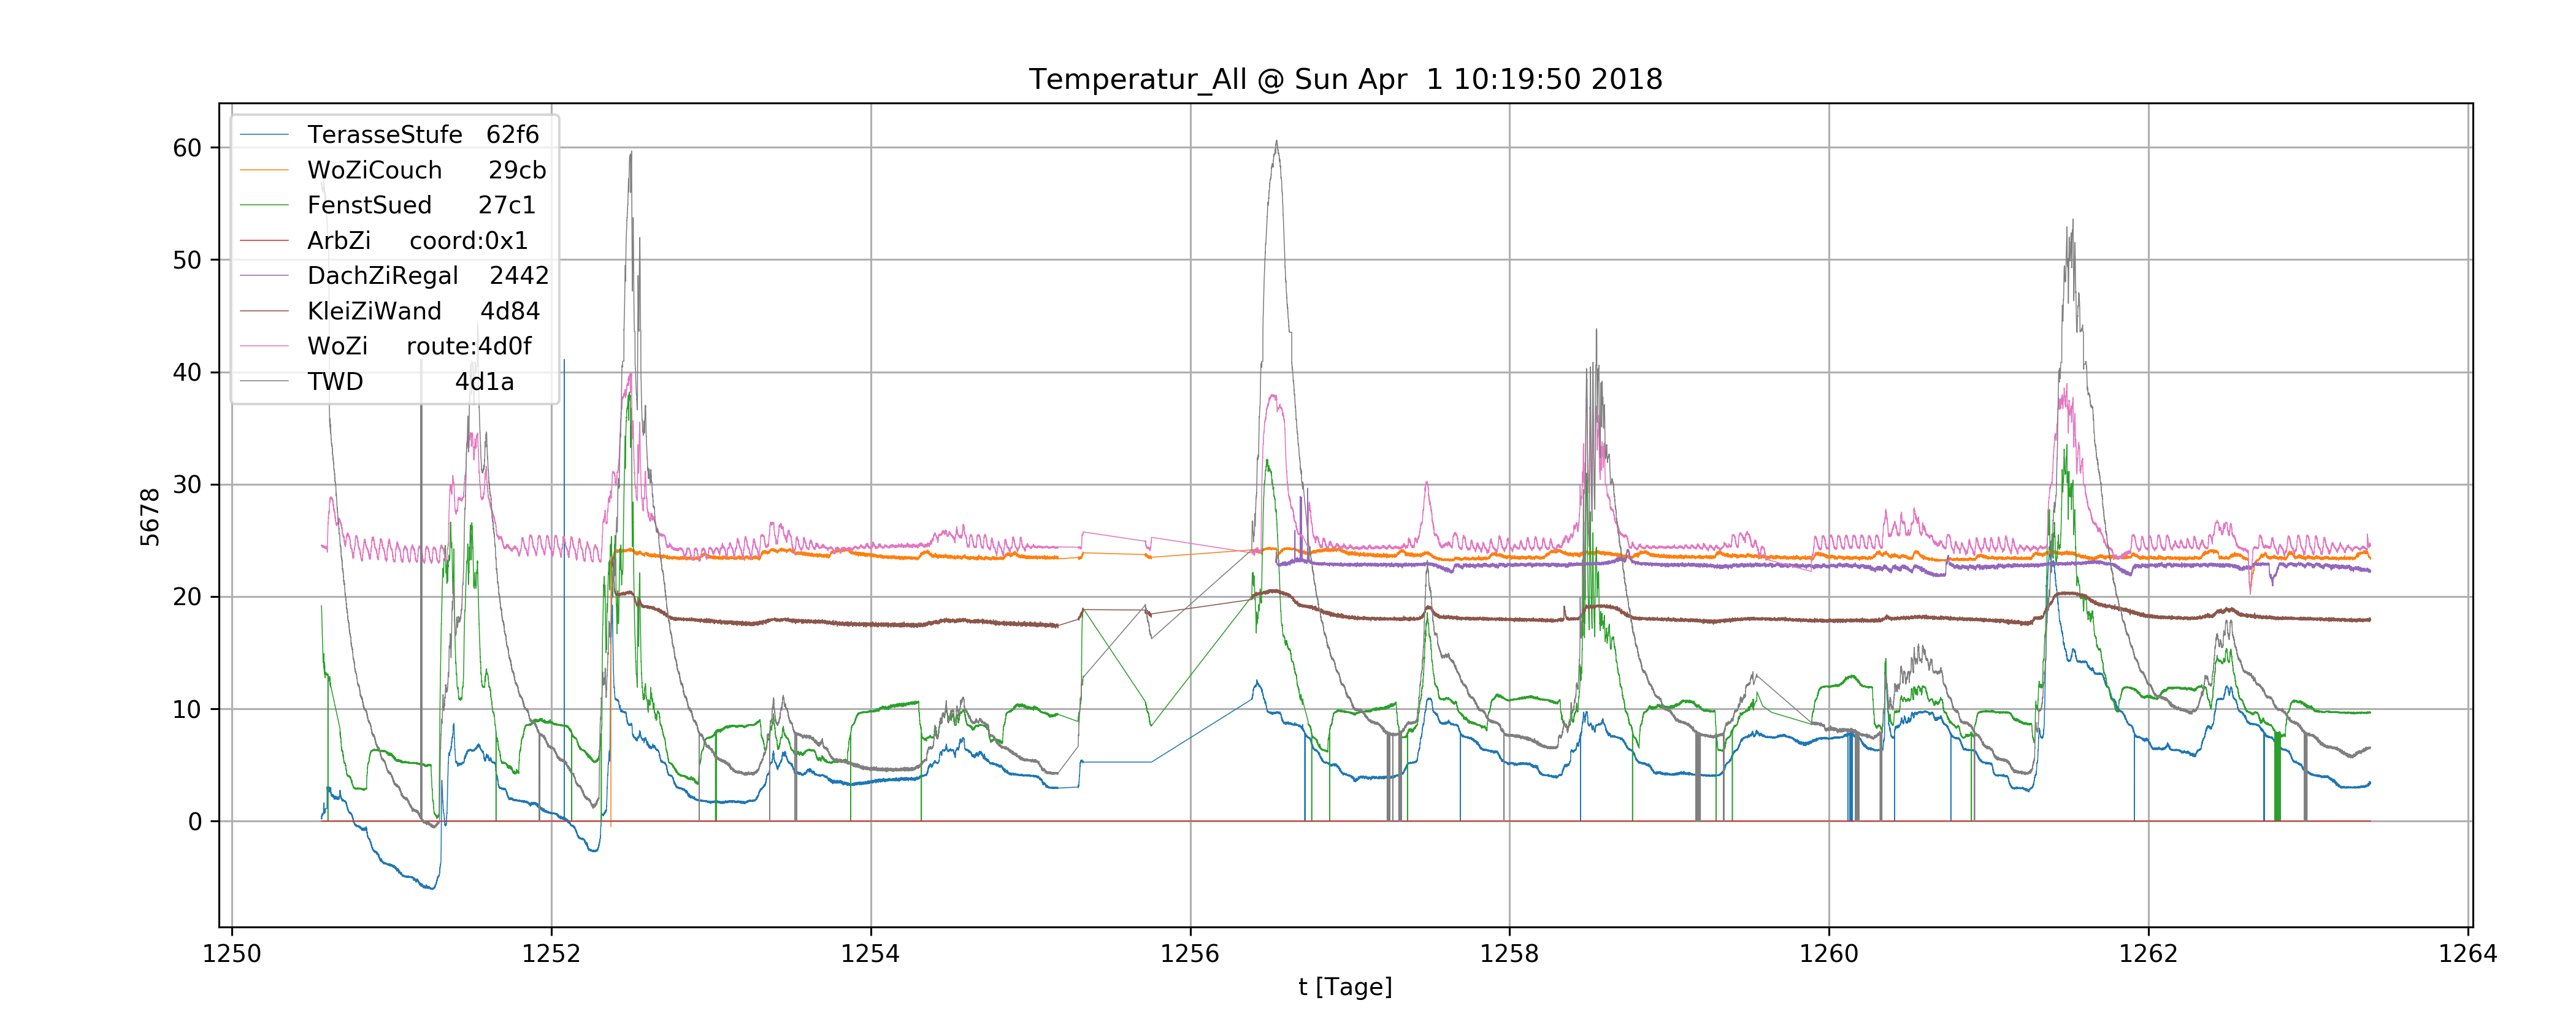 Temperatur_All @ Sun Apr  1 10:19:50 2018
60
50
40
30
20
10
0
5678
TerasseStufe 62f6
WoZiCouch 29cb
FenstSued 27c1
ArbZi coord:0x1
DachZiRegal 2442
KleiZiWand 4d84
WoZi route:4d0f
TWD 4d1a
1250 1252 1254 1256 1258 1260 1262 1264
t [Tage]